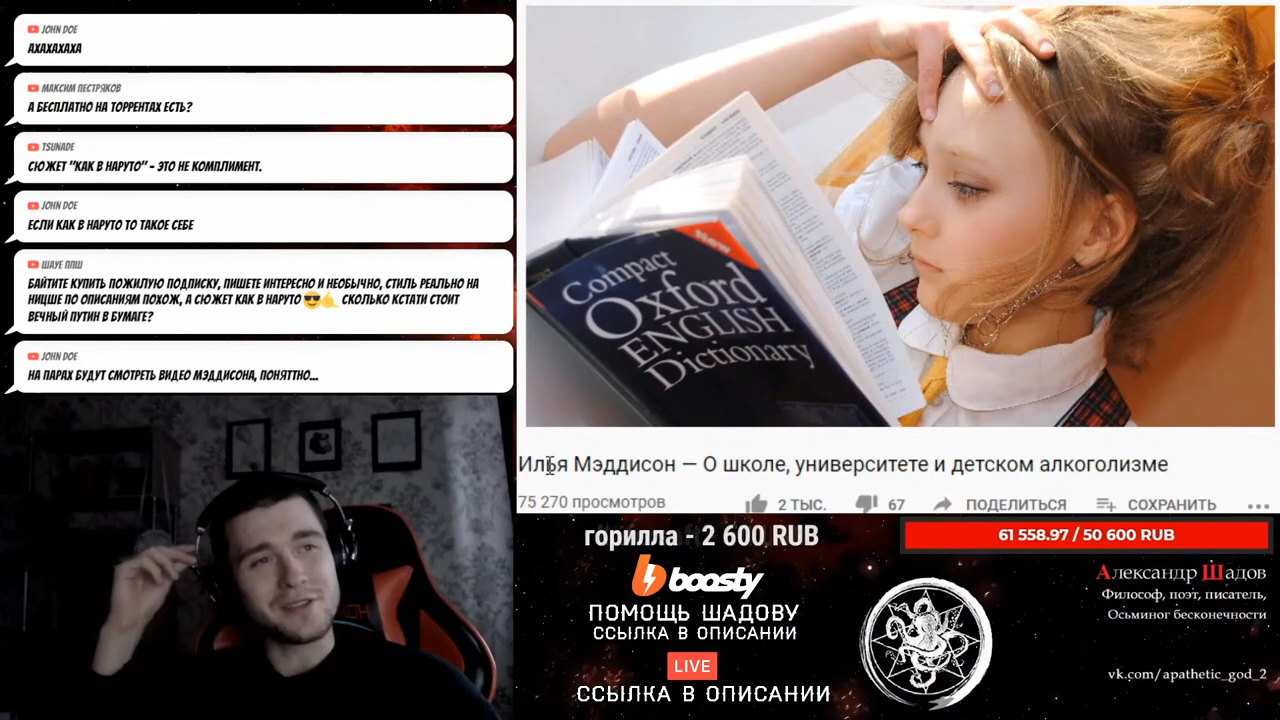 JOHN DOE
АХАХАХАХА
МАКСИМ ПЕСТРЯКОВ
А БЕСПЛАТНО НА ТОРРЕНТАХ ЕСТЬ?
TSUNADE
СЮЖЕТ "КАК В НАРУТО" - ЭТО НЕ КОМПЛИМЕНТ.
JOHN DOE
ЕСЛИ КАК В НАРУТО ТО ТАКОЕ СЕБЕ
ШАУЕ ППШ
БАЙТИТЕ КУПИТЬ ПОЖИЛУЮ ПОДПИСКУ, ПИШЕТЕ ИНТЕРЕСНО И НЕОБЫЧНО, СТИЛЬ РЕАЛЬНО НА
НИЦШЕ ПО ОПИСАНИЯМ ПОХОЖ, А СЮЖЕТ КАК В НАРУТО 😎🤙 СКОЛЬКО КСТАТИ СТОИТ
ВЕЧНЫЙ ПУТИН В БУМАГЕ?
JOHN DOE
НА ПАРАХ БУДУТ СМОТРЕТЬ ВИДЕО МЭДДИСОНА, ПОНЯТТНО...
New
Compact
Oxford
ENGLISH
Dictionary
Илья Мэддисон — О школе, университете и детском алкоголизме
75 270 просмотров
2 ТЫС.
67
ПОДЕЛИТЬСЯ
СОХРАНИТЬ
горилла - 2 600 RUB
61 558.97 / 50 600 RUB
boosty
ПОМОЩЬ ШАДОВУ
ССЫЛКА В ОПИСАНИИ
LIVE
ССЫЛКА В ОПИСАНИИ
Александр Шадов
Философ, поэт, писатель,
Осьминог бесконечности
vk.com/apathetic_god_2